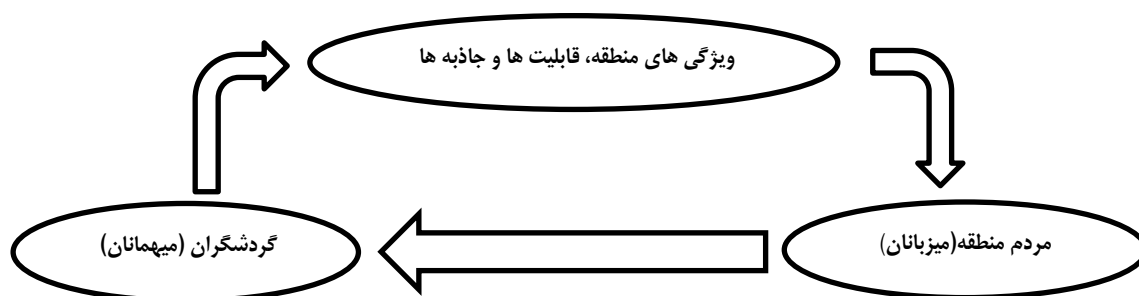 ویژگی های منطقه، قابلیت ها و جاذبه ها
مردم منطقه(میزبانان)
گردشگران (میهمانان)